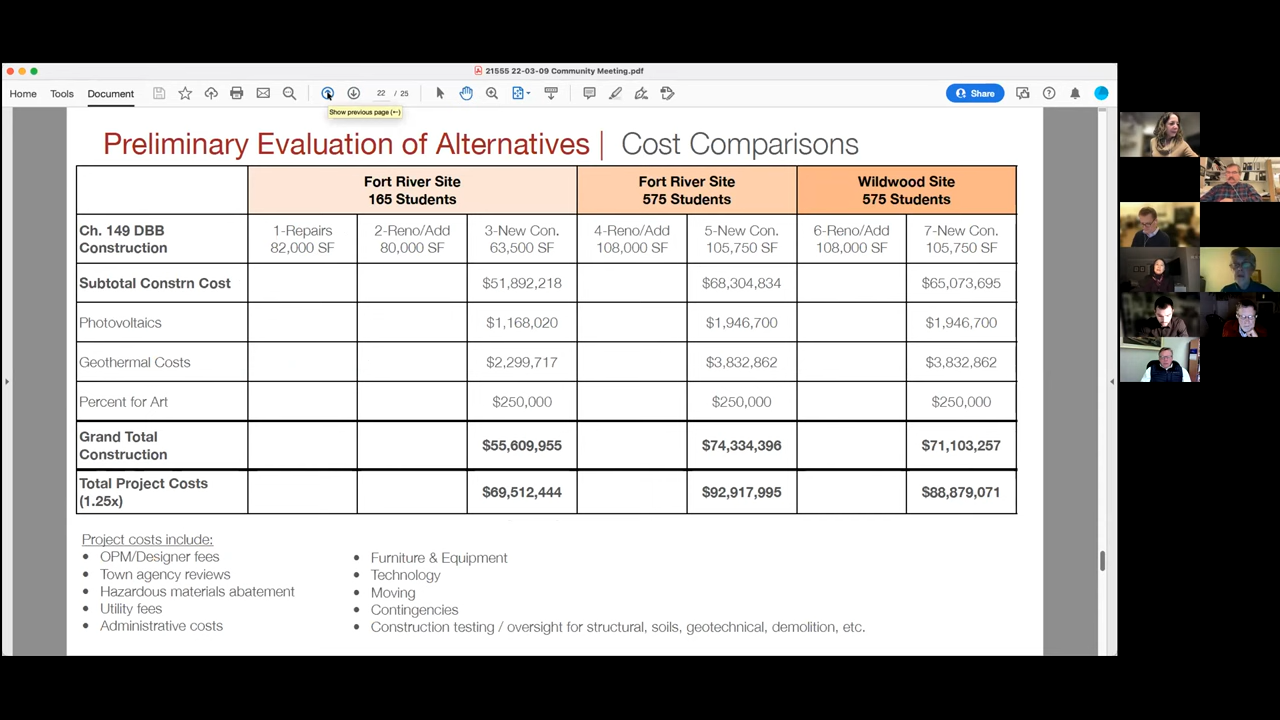 21555 22-03-09 Community Meeting.pdf
Home Tools Document 22 / 25 Share
Show previous page (←)
Preliminary Evaluation of Alternatives | Cost Comparisons
Fort River Site
165 Students
Fort River Site
575 Students
Wildwood Site
575 Students
Ch. 149 DBB
Construction
1-Repairs
82,000 SF
2-Reno/Add
80,000 SF
3-New Con.
63,500 SF
4-Reno/Add
108,000 SF
5-New Con.
105,750 SF
6-Reno/Add
108,000 SF
7-New Con.
105,750 SF
Subtotal Constrn Cost $51,892,218 $68,304,834 $65,073,695
Photovoltaics $1,168,020 $1,946,700 $1,946,700
Geothermal Costs $2,299,717 $3,832,862 $3,832,862
Percent for Art $250,000 $250,000 $250,000
Grand Total
Construction
$55,609,955 $74,334,396 $71,103,257
Total Project Costs
(1.25x)
$69,512,444 $92,917,995 $88,879,071
Project costs include:
• OPM/Designer fees
• Town agency reviews
• Hazardous materials abatement
• Utility fees
• Administrative costs
• Furniture & Equipment
• Technology
• Moving
• Contingencies
• Construction testing / oversight for structural, soils, geotechnical, demolition, etc.